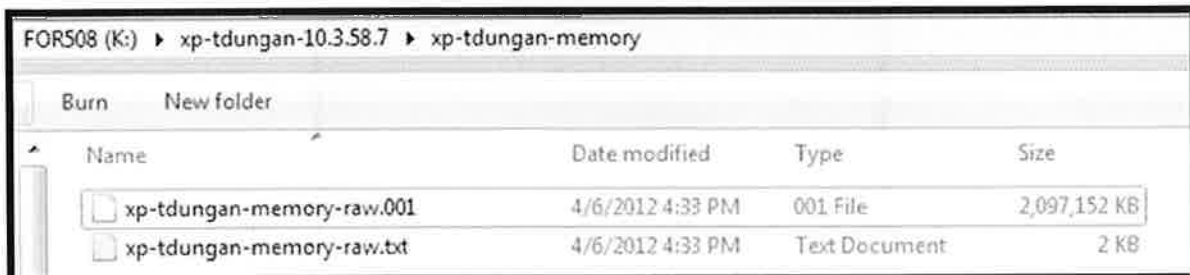 FOR508 (K:) ▸ xp-tdungan-10.3.58.7 ▸ xp-tdungan-memory
Burn New folder
Name Date modified Type Size
xp-tdungan-memory-raw.001 4/6/2012 4:33 PM 001 File 2,097,152 KB
xp-tdungan-memory-raw.txt 4/6/2012 4:33 PM Text Document 2 KB